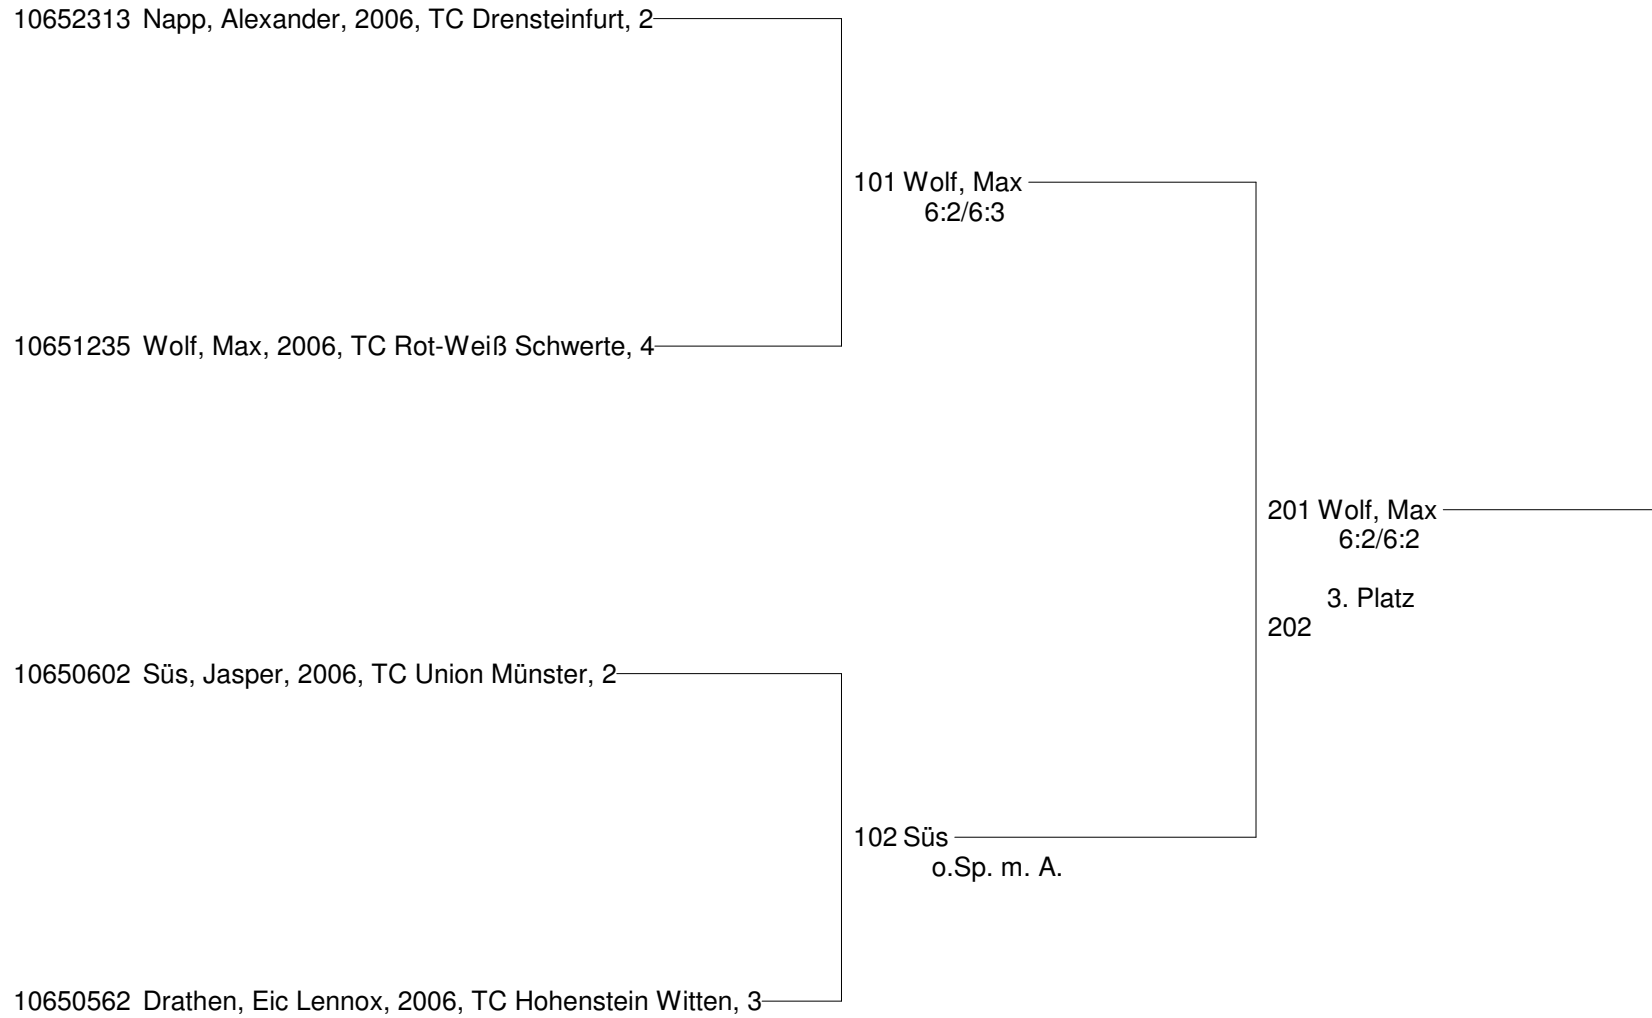 10652313 Napp, Alexander, 2006, TC Drensteinfurt, 2
101 Wolf, Max
6:2/6:3
10651235 Wolf, Max, 2006, TC Rot-Weiß Schwerte, 4
201 Wolf, Max
6:2/6:2
3. Platz
202
10650602 Süs, Jasper, 2006, TC Union Münster, 2
102 Süs
o.Sp. m. A.
10650562 Drathen, Eic Lennox, 2006, TC Hohenstein Witten, 3